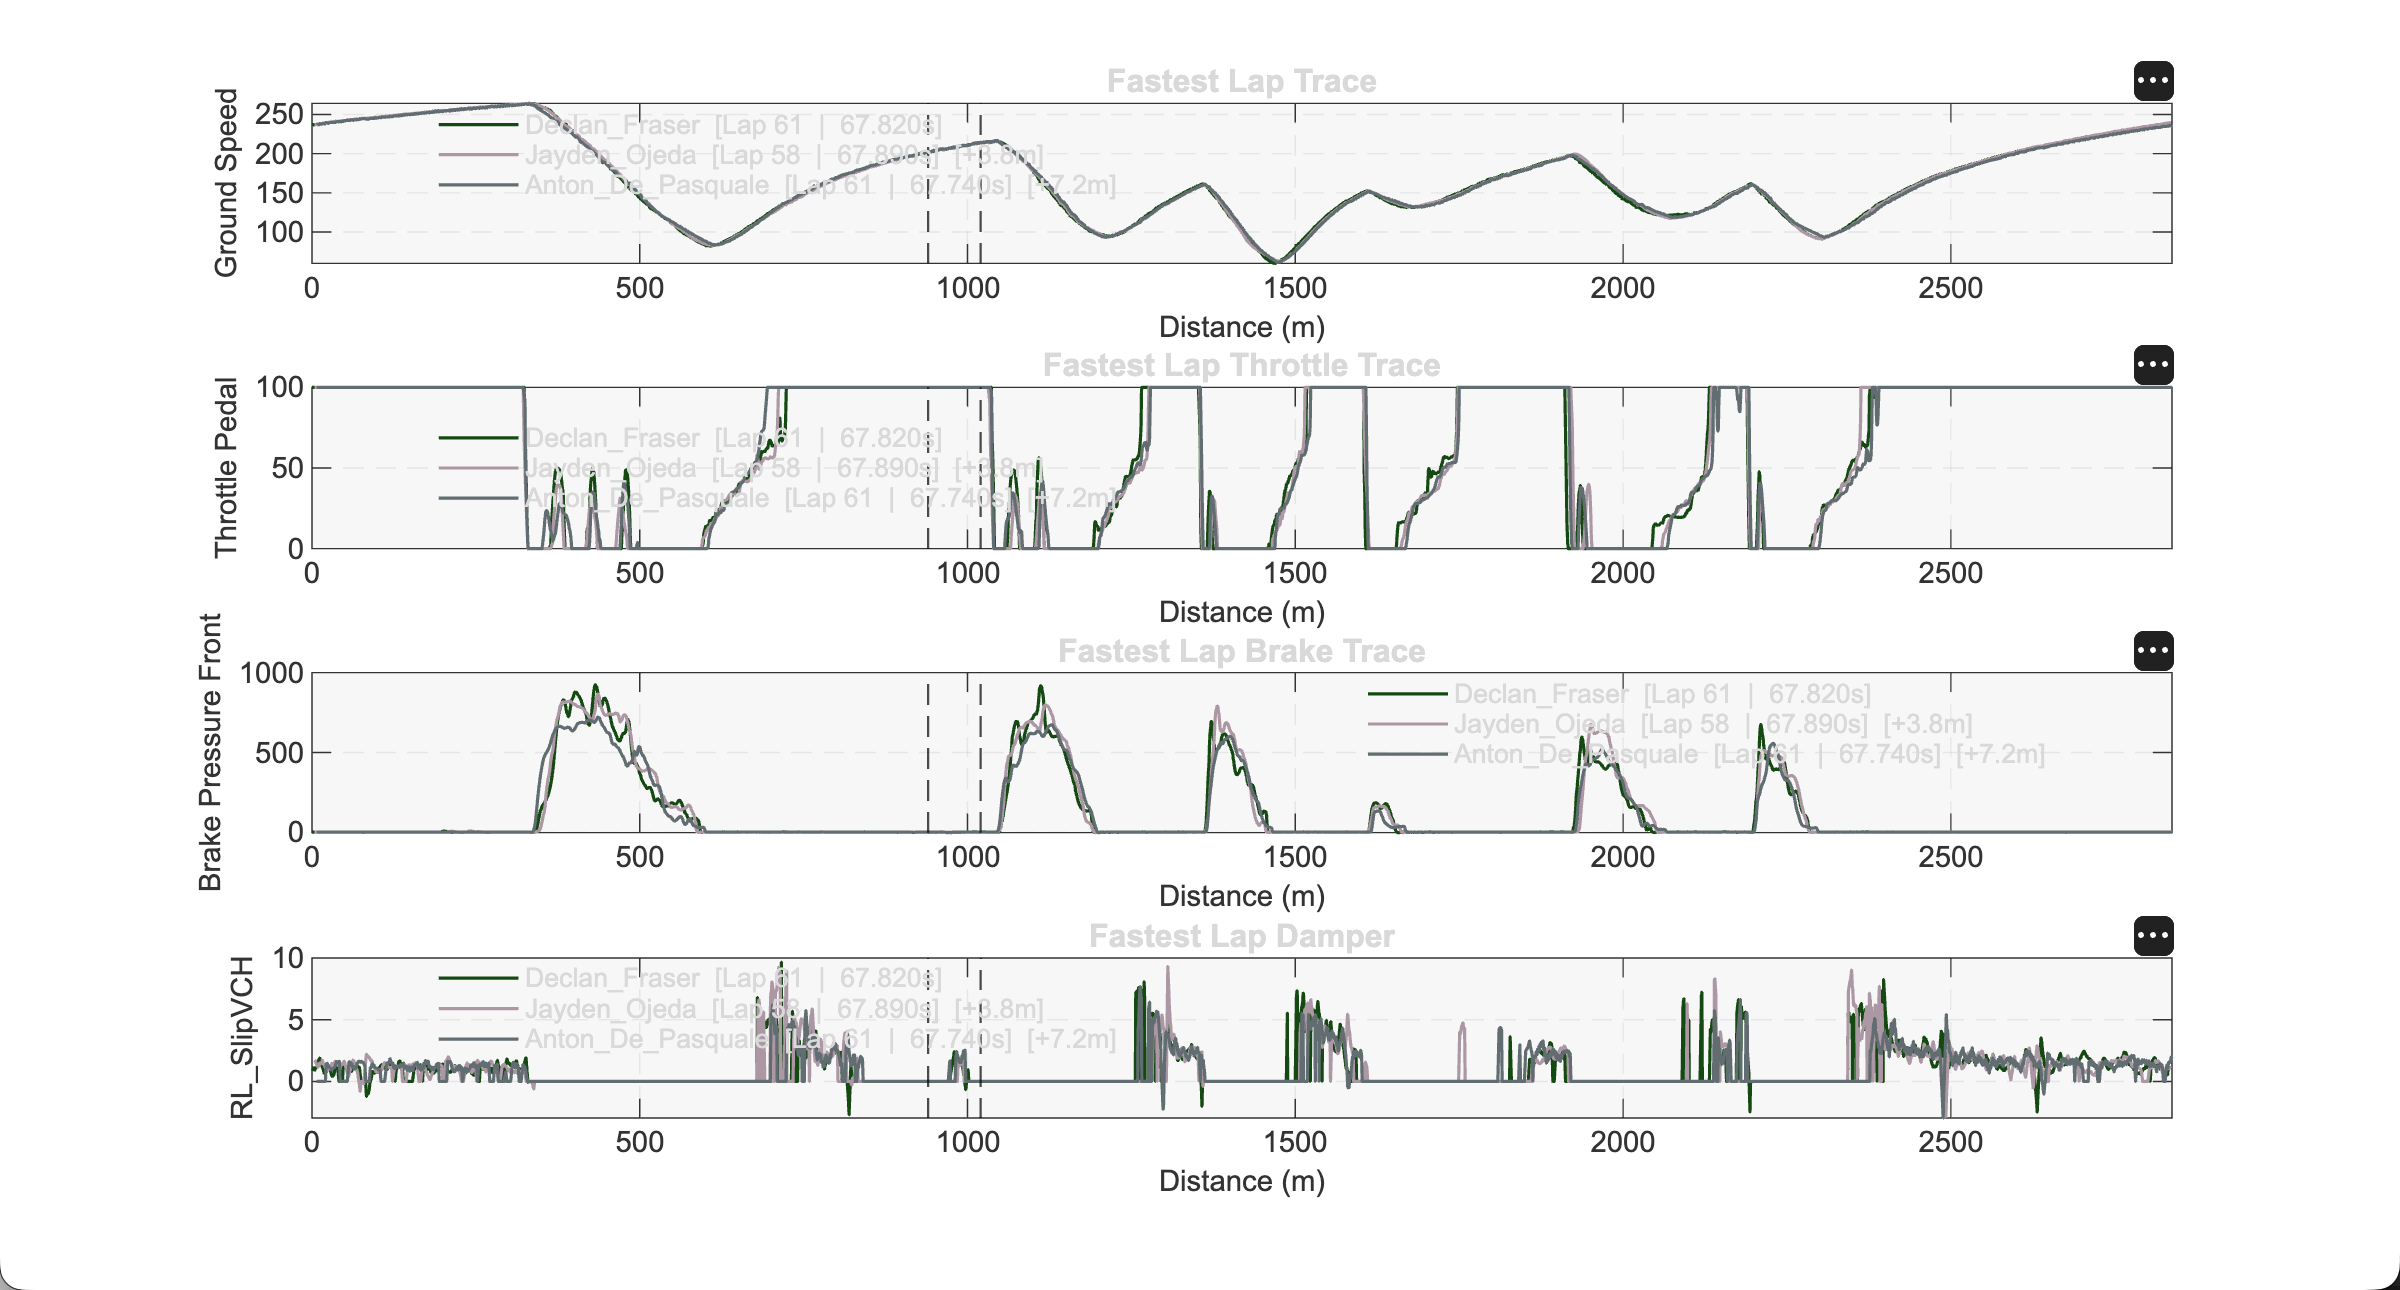 Fastest Lap Trace
Ground Speed
250
200
150
100
Declan_Fraser [Lap 61 | 67.820s]
Jayden_Ojeda [Lap 58 | 67.890s] [+3.8m]
Anton_De_Pasquale [Lap 61 | 67.740s] [+7.2m]
0 500 1000 1500 2000 2500
Distance (m)
Fastest Lap Throttle Trace
Throttle Pedal
100
50
0
Declan_Fraser [Lap 61 | 67.820s]
Jayden_Ojeda [Lap 58 | 67.890s] [+3.8m]
Anton_De_Pasquale [Lap 61 | 67.740s] [+7.2m]
0 500 1000 1500 2000 2500
Distance (m)
Fastest Lap Brake Trace
Brake Pressure Front
1000
500
0
Declan_Fraser [Lap 61 | 67.820s]
Jayden_Ojeda [Lap 58 | 67.890s] [+3.8m]
Anton_De_Pasquale [Lap 61 | 67.740s] [+7.2m]
0 500 1000 1500 2000 2500
Distance (m)
Fastest Lap Damper
RL_SlipVCH
10
5
0
Declan_Fraser [Lap 61 | 67.820s]
Jayden_Ojeda [Lap 58 | 67.890s] [+3.8m]
Anton_De_Pasquale [Lap 61 | 67.740s] [+7.2m]
0 500 1000 1500 2000 2500
Distance (m)